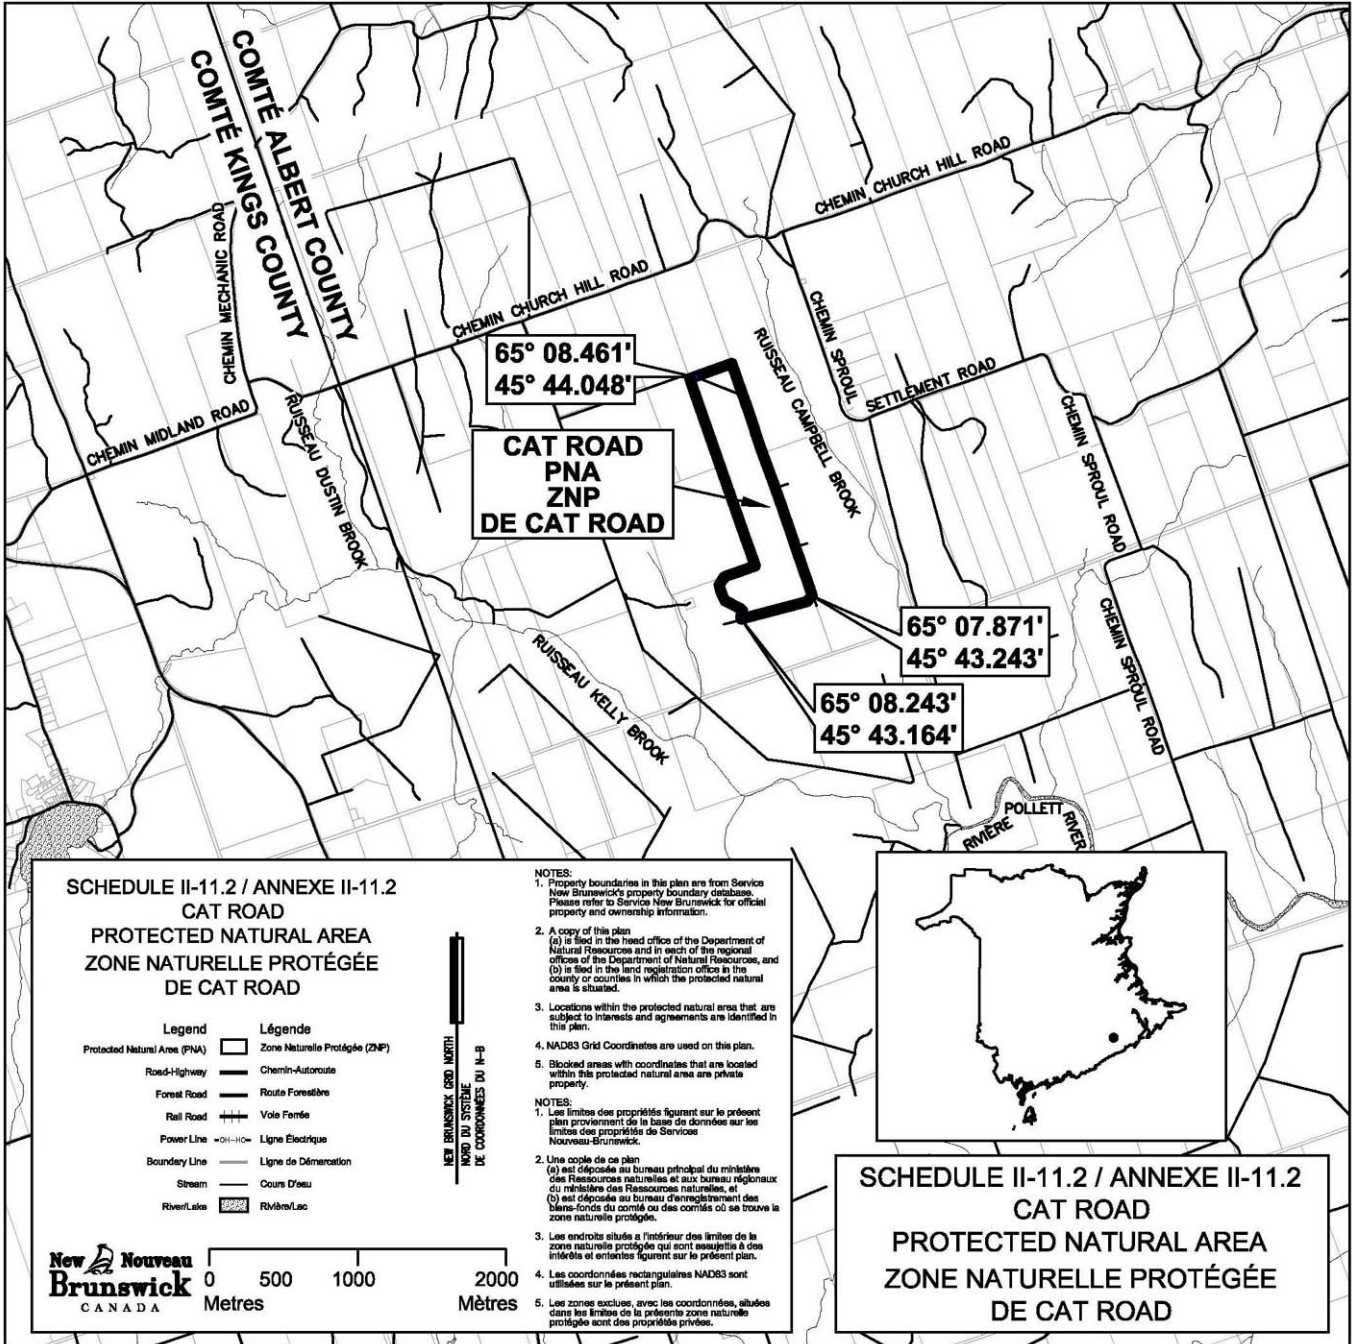 COMTÉ ALBERT COUNTY
COMTÉ KINGS COUNTY
CHEMIN MECHANIC ROAD
CHEMIN CHURCH HILL ROAD
CHEMIN CHURCH HILL ROAD
CHEMIN MIDLAND ROAD
RUISSEAU DUSTIN BROOK
65° 08.461'
45° 44.048'
RUISSEAU CAMPBELL BROOK
CHEMIN SPROUL
SETTLEMENT ROAD
CHEMIN SPROUL ROAD
CAT ROAD
PNA
ZNP
DE CAT ROAD
65° 07.871'
45° 43.243'
65° 08.243'
45° 43.164'
CHEMIN SPROUL ROAD
RUISSEAU KELLY BROOK
RIVIÈRE POLLETT RIVER
SCHEDULE II-11.2 / ANNEXE II-11.2
CAT ROAD
PROTECTED NATURAL AREA
ZONE NATURELLE PROTÉGÉE
DE CAT ROAD
Legend Légende
Protected Natural Area (PNA) Zone Naturelle Protégée (ZNP)
Road-Highway Chemin-Autoroute
Forest Road Route Forestière
Rail Road Voie Ferrée
Power Line OH-HO Ligne Électrique
Boundary Line Ligne de Démarcation
Stream Cours D'eau
River/Lake Rivière/Lac
NEW BRUNSWICK GRID NORTH
NORD DU SYSTÈME
DE COORDONNÉES DU N-B
New Nouveau
Brunswick
CANADA
0 500 1000 2000
Metres Mètres
NOTES:
1. Property boundaries in this plan are from Service
New Brunswick's property boundary database.
Please refer to Service New Brunswick for official
property and ownership information.
2. A copy of this plan
(a) is filed in the head office of the Department of
Natural Resources and in each of the regional
offices of the Department of Natural Resources, and
(b) is filed in the land registration office in the
county or counties in which the protected natural
area is situated.
3. Locations within the protected natural area that are
subject to interests and agreements are identified in
this plan.
4. NAD83 Grid Coordinates are used on this plan.
5. Blocked areas with coordinates that are located
within this protected natural area are private
property.
NOTES:
1. Les limites des propriétés figurant sur le présent
plan proviennent de la base de données sur les
limites des propriétés de Services
Nouveau-Brunswick.
2. Une copie de ce plan
(a) est déposée au bureau principal du ministère
des Ressources naturelles et aux bureau régionaux
du ministère des Ressources naturelles, et
(b) est déposée au bureau d'enregistrement des
biens-fonds du comté ou des comtés où se trouve la
zone naturelle protégée.
3. Les endroits situés a l'intérieur des limites de la
zone naturelle protégée qui sont assujettis à des
intérêts et ententes figurent sur le présent plan.
4. Les coordonnées rectangulaires NAD83 sont
utilisées sur le présent plan.
5. Les zones exclues, avec les coordonnées, situées
dans les limites de la présente zone naturelle
protégée sont des propriétés privées.
SCHEDULE II-11.2 / ANNEXE II-11.2
CAT ROAD
PROTECTED NATURAL AREA
ZONE NATURELLE PROTÉGÉE
DE CAT ROAD